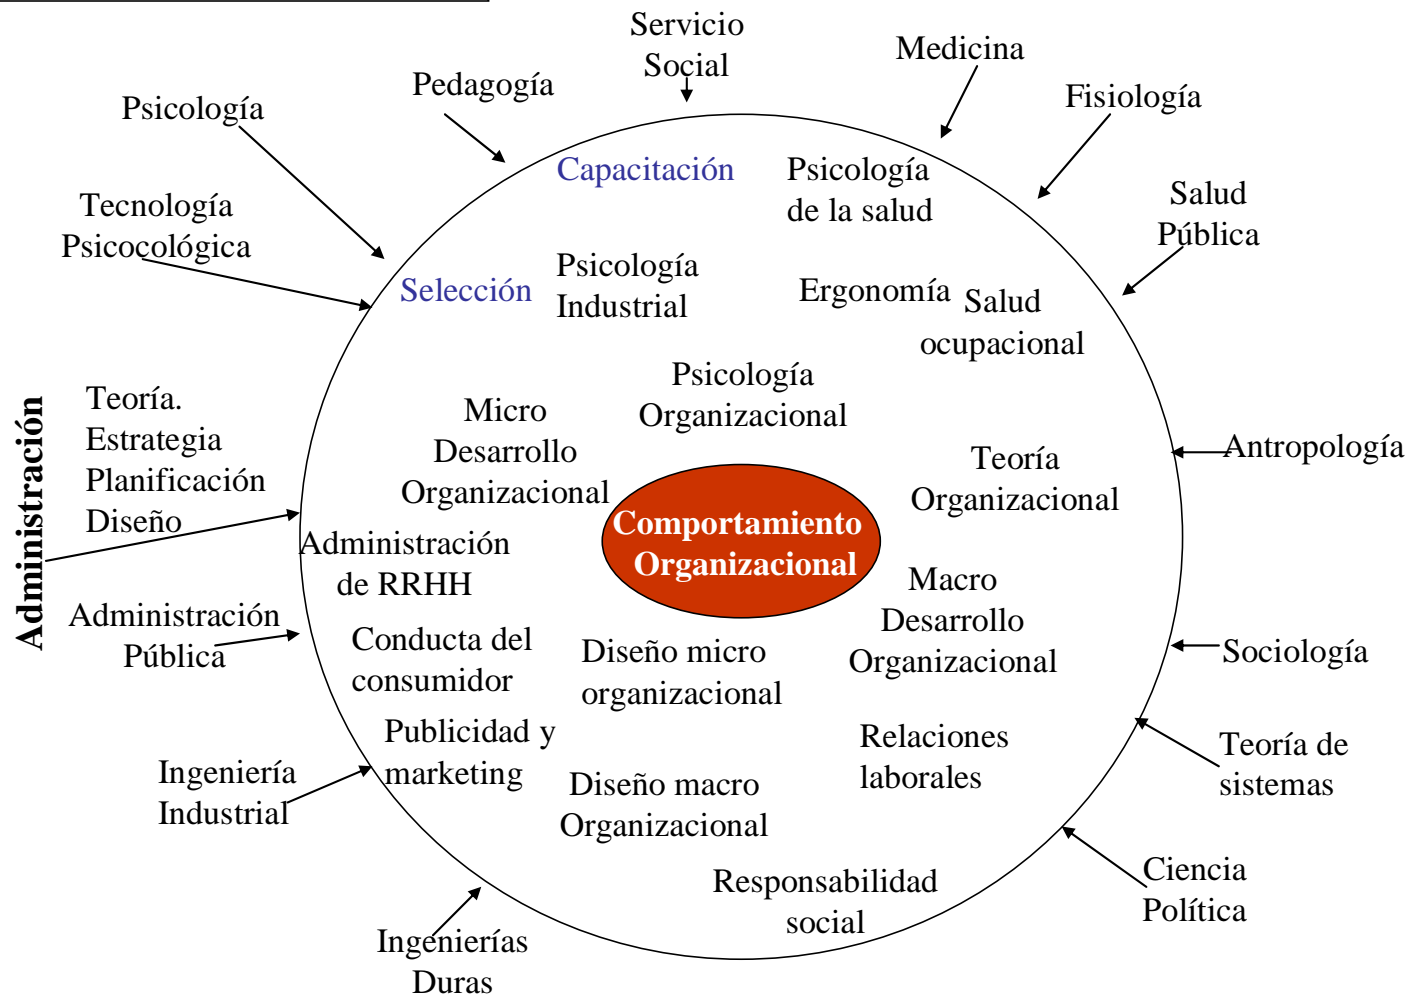 Servicio
Social
Medicina
Pedagogía
Fisiología
Psicología
Capacitación
Psicología
de la salud
Salud
Pública
Tecnología
Psicocológica
Selección
Psicología
Industrial
Ergonomía
Salud
ocupacional
Psicología
Organizacional
Administración
Teoría.
Estrategia
Planificación
Diseño
Micro
Desarrollo
Organizacional
Teoría
Organizacional
Antropología
Comportamiento
Organizacional
Administración
de RRHH
Macro
Desarrollo
Organizacional
Administración
Pública
Conducta del
consumidor
Diseño micro
organizacional
Sociología
Publicidad y
marketing
Relaciones
laborales
Teoría de
sistemas
Ingeniería
Industrial
Diseño macro
Organizacional
Responsabilidad
social
Ciencia
Política
Ingenierías
Duras